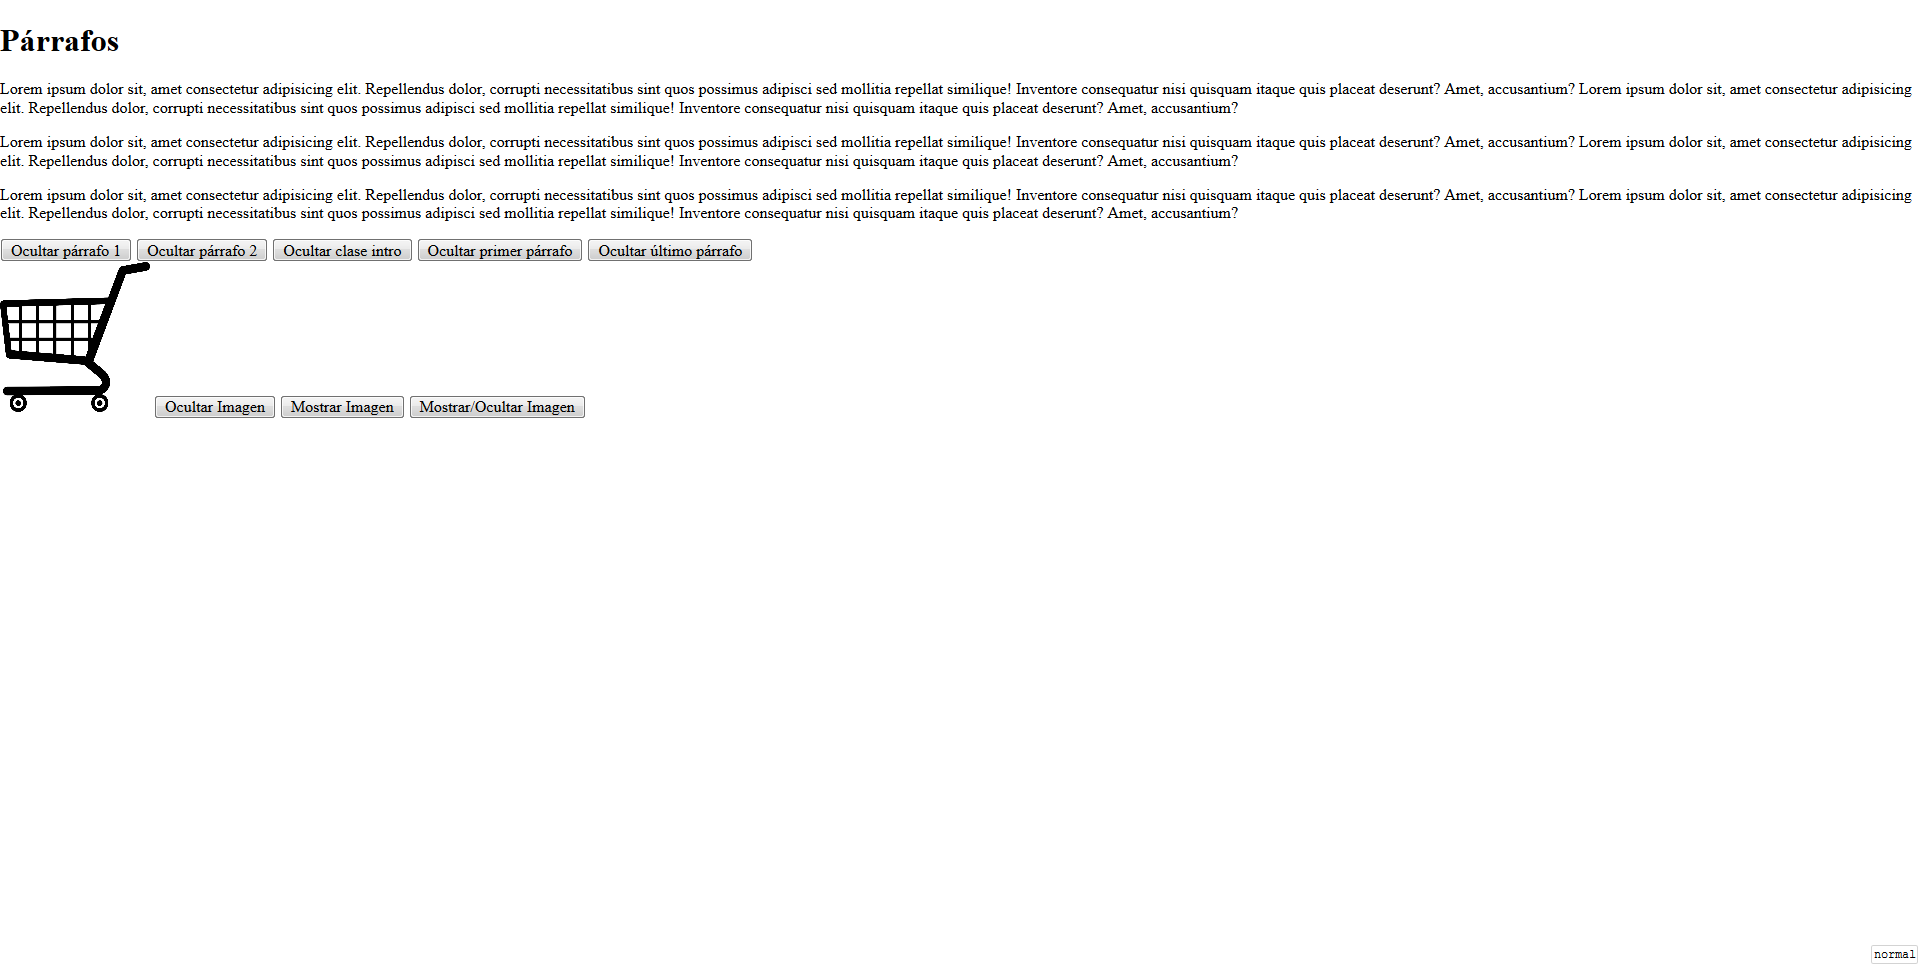 Párrafos
Lorem ipsum dolor sit, amet consectetur adipisicing elit. Repellendus dolor, corrupti necessitatibus sint quos possimus adipisci sed mollitia repellat similique! Inventore consequatur nisi quisquam itaque quis placeat deserunt? Amet, accusantium? Lorem ipsum dolor sit, amet consectetur adipisicing
elit. Repellendus dolor, corrupti necessitatibus sint quos possimus adipisci sed mollitia repellat similique! Inventore consequatur nisi quisquam itaque quis placeat deserunt? Amet, accusantium?
Lorem ipsum dolor sit, amet consectetur adipisicing elit. Repellendus dolor, corrupti necessitatibus sint quos possimus adipisci sed mollitia repellat similique! Inventore consequatur nisi quisquam itaque quis placeat deserunt? Amet, accusantium? Lorem ipsum dolor sit, amet consectetur adipisicing
elit. Repellendus dolor, corrupti necessitatibus sint quos possimus adipisci sed mollitia repellat similique! Inventore consequatur nisi quisquam itaque quis placeat deserunt? Amet, accusantium?
Lorem ipsum dolor sit, amet consectetur adipisicing elit. Repellendus dolor, corrupti necessitatibus sint quos possimus adipisci sed mollitia repellat similique! Inventore consequatur nisi quisquam itaque quis placeat deserunt? Amet, accusantium? Lorem ipsum dolor sit, amet consectetur adipisicing
elit. Repellendus dolor, corrupti necessitatibus sint quos possimus adipisci sed mollitia repellat similique! Inventore consequatur nisi quisquam itaque quis placeat deserunt? Amet, accusantium?
Ocultar párrafo 1 Ocultar párrafo 2 Ocultar clase intro Ocultar primer párrafo Ocultar último párrafo
Ocultar Imagen Mostrar Imagen Mostrar/Ocultar Imagen
normal